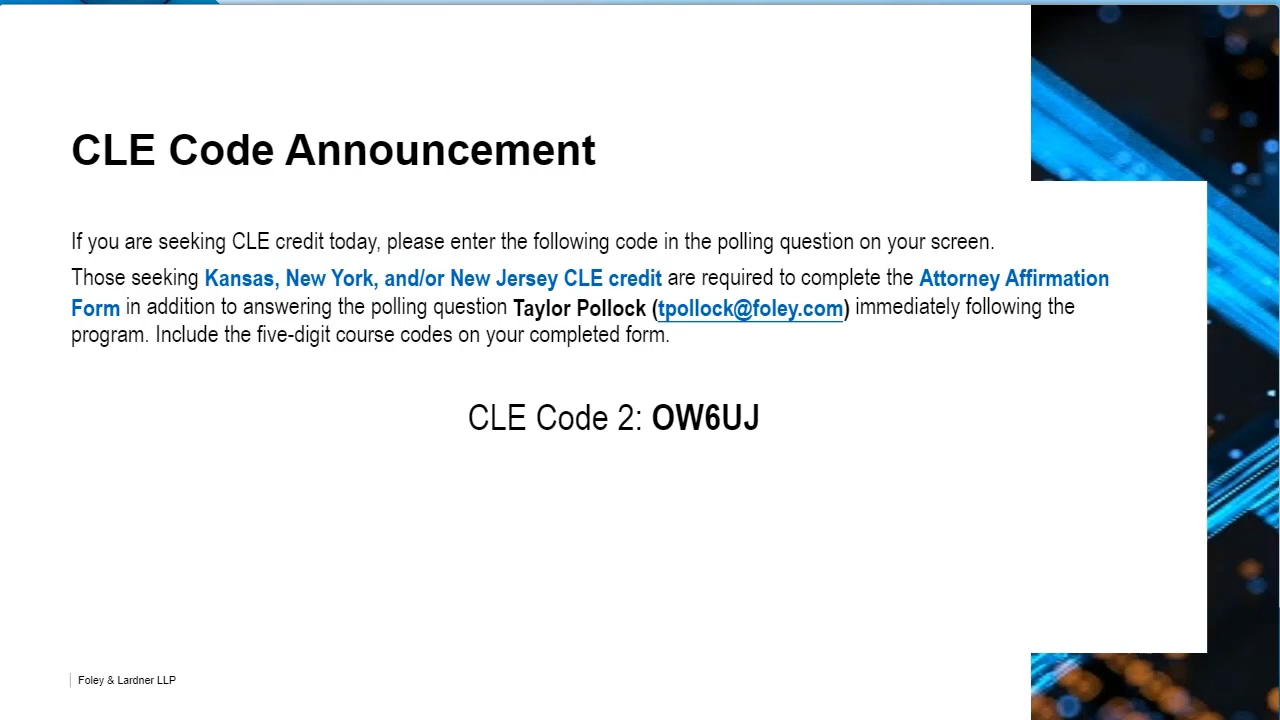 CLE Code Announcement
If you are seeking CLE credit today, please enter the following code in the polling question on your screen.
Those seeking Kansas, New York, and/or New Jersey CLE credit are required to complete the Attorney Affirmation
Form in addition to answering the polling question Taylor Pollock (tpollock@foley.com) immediately following the
program. Include the five-digit course codes on your completed form.
CLE Code 2: OW6UJ
Foley & Lardner LLP